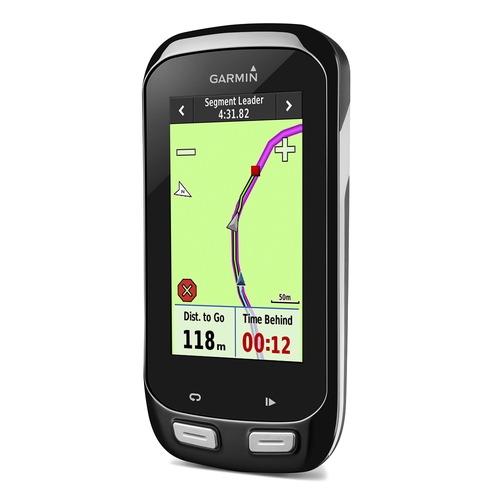 GARMIN
Segment Leader
4:31.82
N
50m
Dist. to Go
Time Behind
118m
00:12